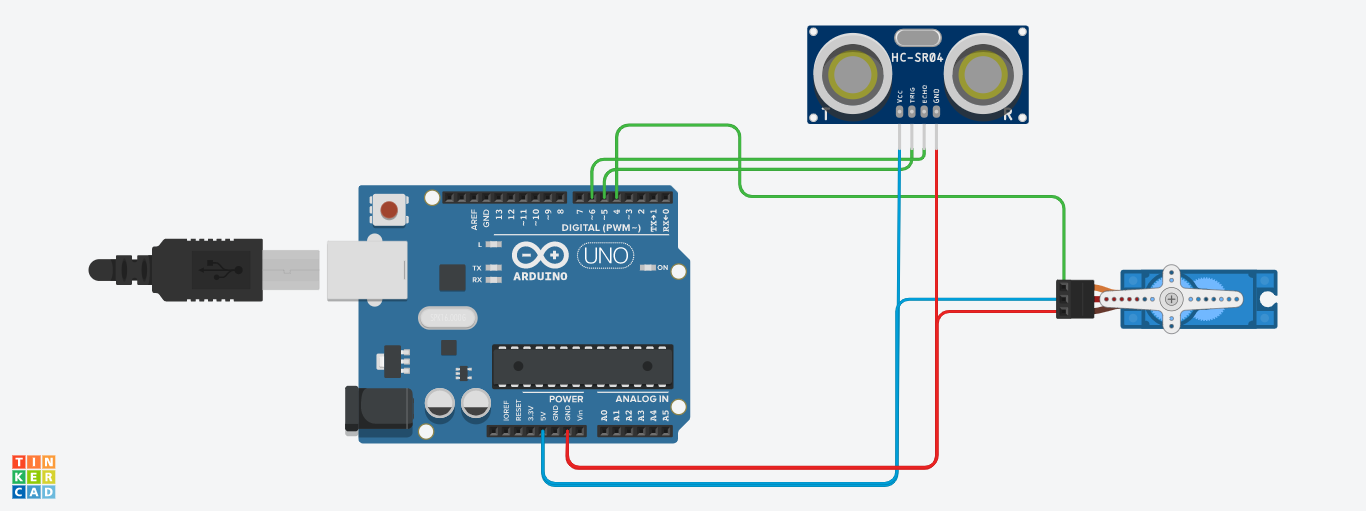 HC-SR04
VCC
TRIG
ECHO
GND
T
R
AREF
GND
13
12
~11
~10
~9
8
7
~6
~5
4
~3
2
TX→1
RX←0
DIGITAL (PWM~)
L
TX
RX
ARDUINO
UNO
ON
POWER
ANALOG IN
IOREF
RESET
3.3V
5V
GND
GND
Vin
A0
A1
A2
A3
A4
A5
TIN
KER
CAD